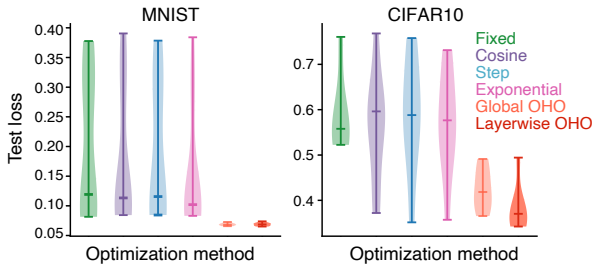 MNIST
CIFAR10
Test loss
0.40
0.35
0.30
0.25
0.20
0.15
0.10
0.05
0.7
0.6
0.5
0.4
Fixed
Cosine
Step
Exponential
Global OHO
Layerwise OHO
Optimization method
Optimization method